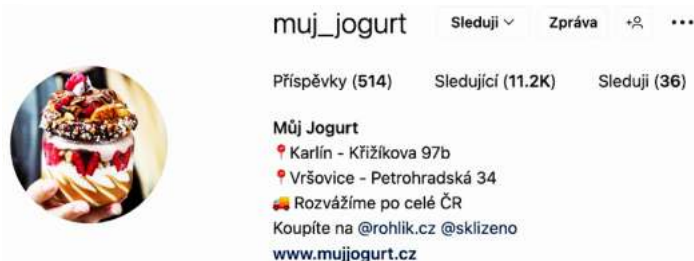 muj_jogurt Sleduji Zpráva
Příspěvky (514) Sledující (11.2K) Sleduji (36)
Můj Jogurt
📍Karlín - Křižíkova 97b
📍Vršovice - Petrohradská 34
🚚 Rozvážíme po celé ČR
Koupíte na @rohlik.cz @sklizeno
www.mujjogurt.cz